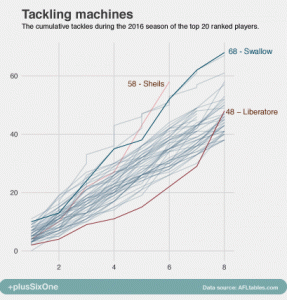 Tackling machines
The cumulative tackles during the 2016 season of the top 20 ranked players.
68 - Swallow
58 - Sheils
48 – Liberatore
60
40
20
0
2
4
6
8
+plusSixOne
Data source: AFLtables.com